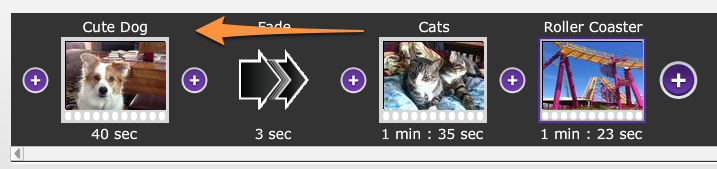 Cute Dog Fade Cats Roller Coaster
40 sec 3 sec 1 min : 35 sec 1 min : 23 sec